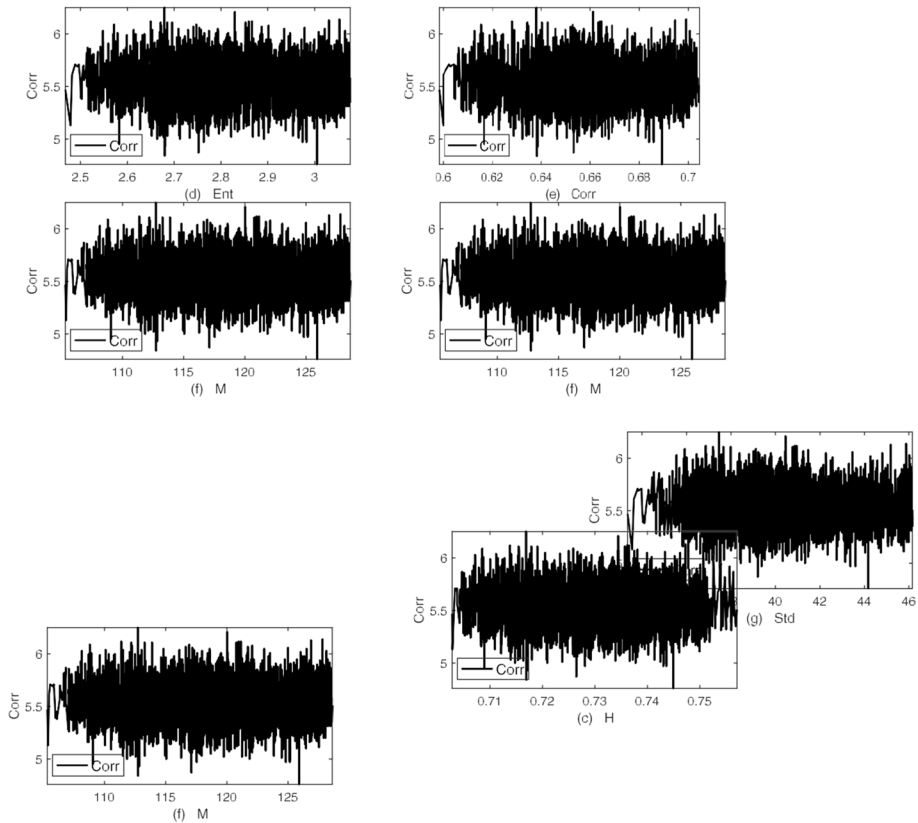 6
5.5
5
Corr
Corr
2.5 2.6 2.7 2.8 2.9 3
(d) Ent
6
5.5
5
Corr
Corr
0.6 0.62 0.64 0.66 0.68 0.7
(e) Corr
6
5.5
5
Corr
Corr
110 115 120 125
(f) M
6
5.5
5
Corr
Corr
110 115 120 125
(f) M
6
5.5
Corr
40 42 44 46
(g) Std
6
5.5
5
Corr
Corr
0.71 0.72 0.73 0.74 0.75
(c) H
6
5.5
5
Corr
Corr
110 115 120 125
(f) M